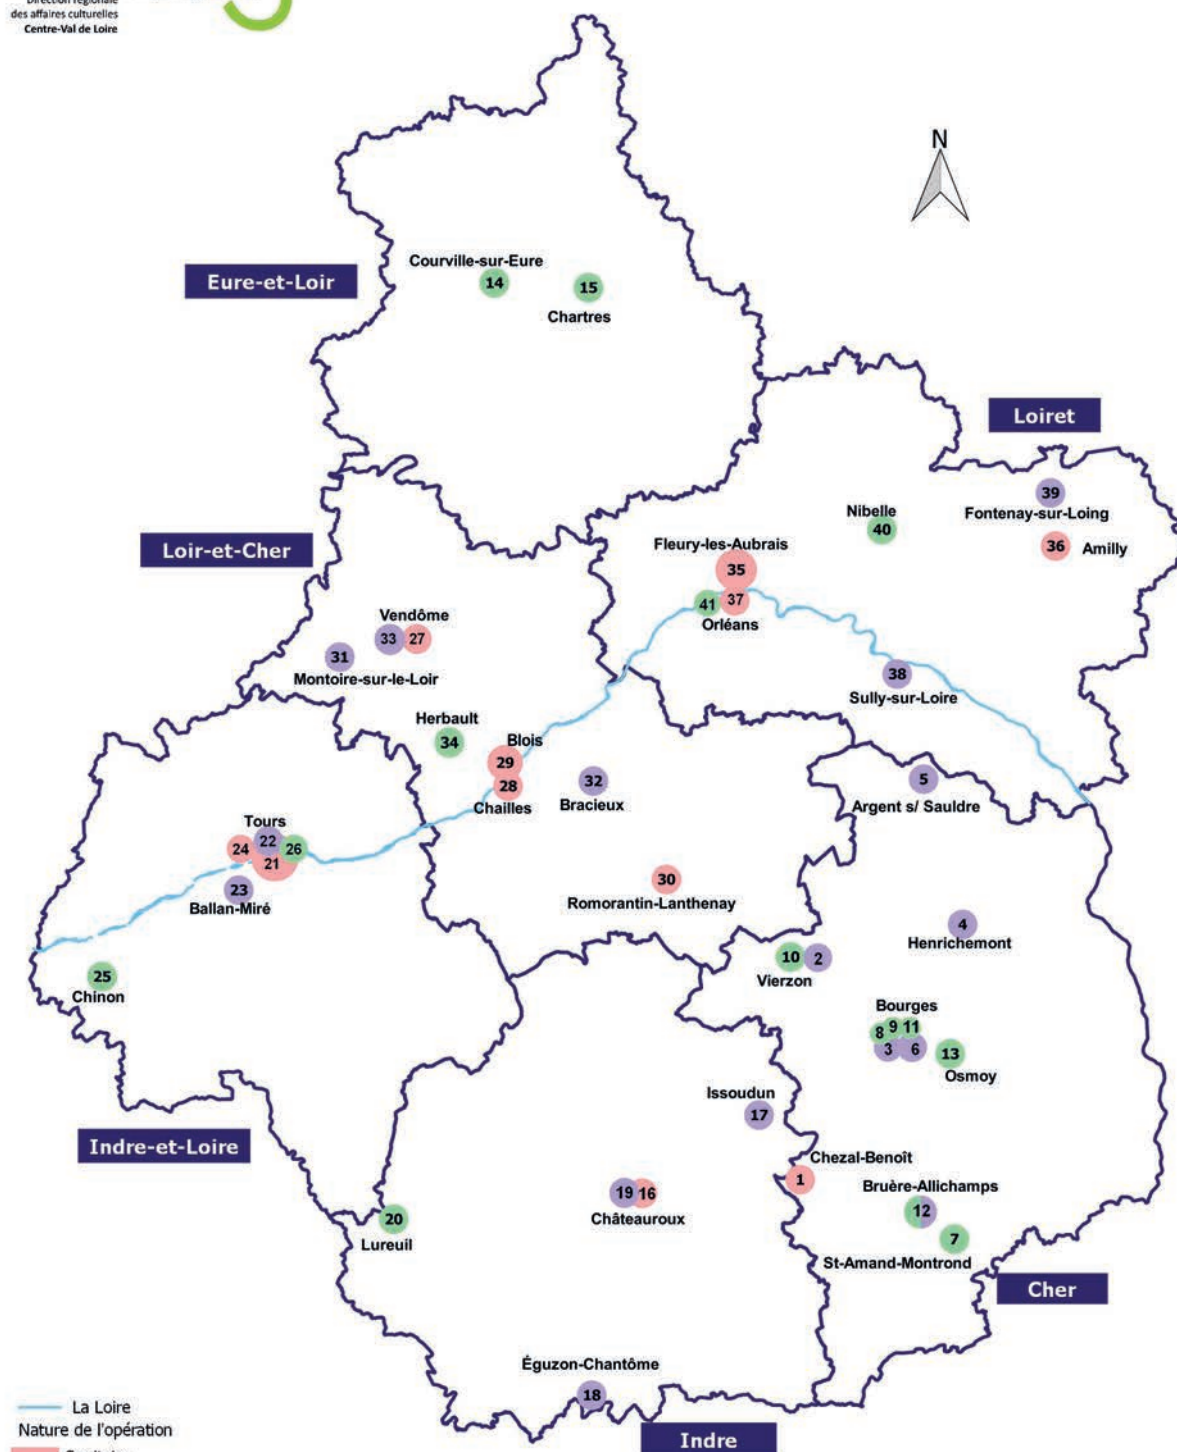 Direction régionale
des affaires culturelles
Centre-Val de Loire
N
Courville-sur-Eure
Eure-et-Loir
14
15
Chartres
Loiret
39
Nibelle
Fontenay-sur-Loing
40
Loir-et-Cher
Fleury-les-Aubrais
36 Amilly
35
41 37
Orléans
Vendôme
33 27
31
Montoire-sur-le-Loir
38
Sully-sur-Loire
Herbault
34
Blois
29
28
Chailles
32
Bracieux
5
Argent s/ Sauldre
Tours
24 22 26
21
23
Ballan-Miré
30
Romorantin-Lanthenay
4
Henrichemont
10 2
Vierzon
25
Chinon
Bourges
8 9 11
3 6
13
Osmoy
Issoudun
17
Indre-et-Loire
Chezal-Benoît
1
Bruère-Allichamps
12
19 16
Châteauroux
20
Lureuil
7
St-Amand-Montrond
Cher
Éguzon-Chantôme
18
La Loire
Nature de l'opération
Indre